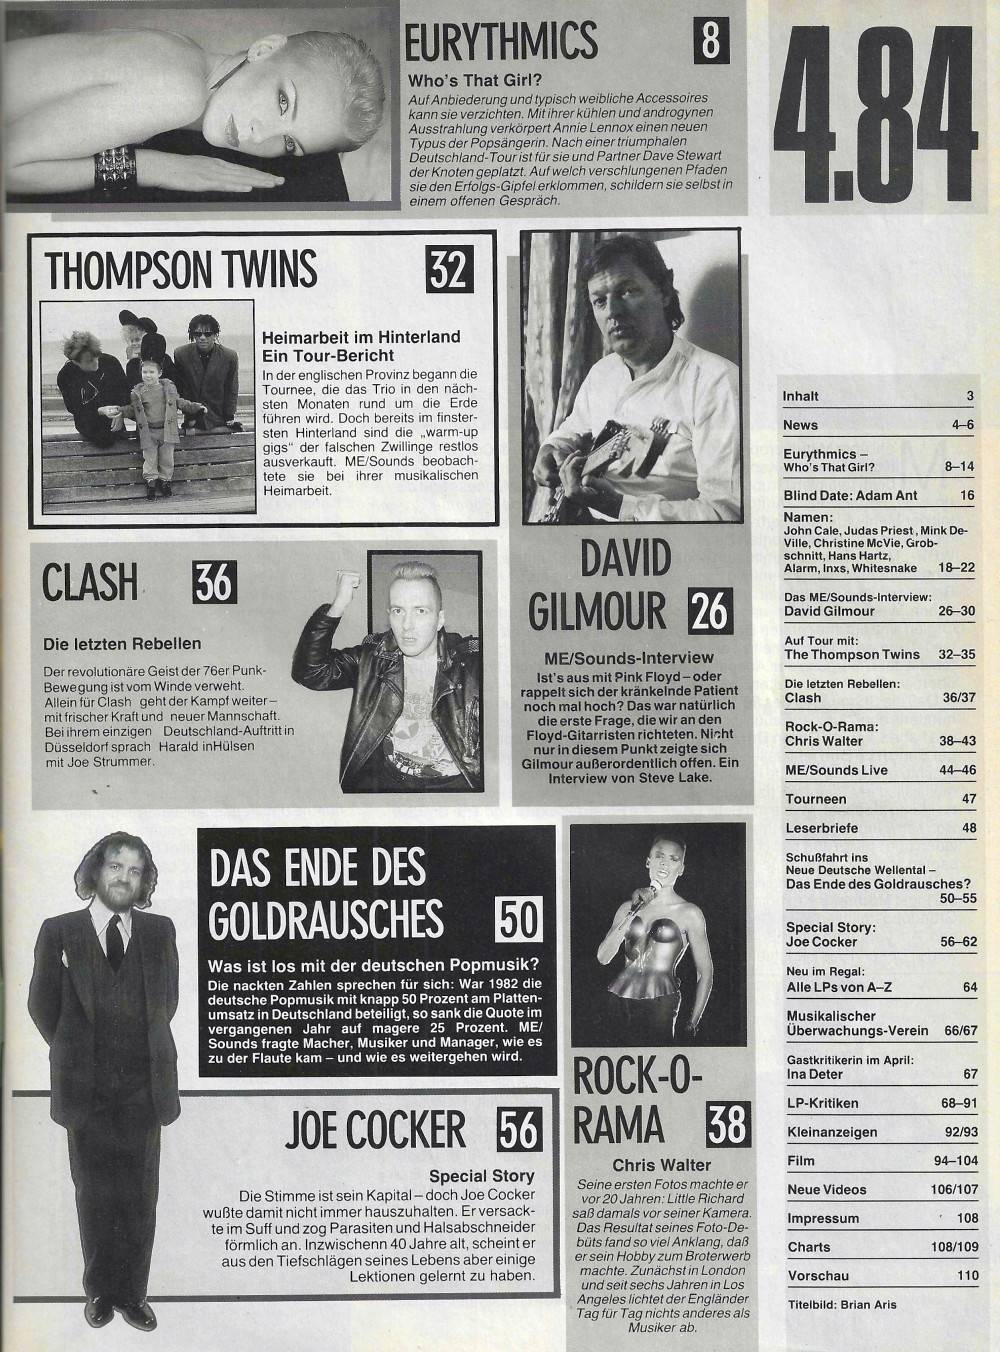 EURYTHMICS
8
Who's That Girl?
Auf Anbiederung und typisch weibliche Accessoires
kann sie verzichten. Mit ihrer kühlen und androgynen
Ausstrahlung verkörpert Annie Lennox einen neuen
Typus der Popsängerin. Nach einer triumphalen
Deutschland-Tour ist für sie und Partner Dave Stewart
der Knoten geplatzt. Auf welch verschlungenen Pfaden
sie den Erfolgs-Gipfel erklommen, schildern sie selbst in
einem offenen Gespräch.
4.84
THOMPSON TWINS
32
Heimarbeit im Hinterland
Ein Tour-Bericht
In der englischen Provinz begann die
Tournee, die das Trio in den näch-
sten Monaten rund um die Erde
führen wird. Doch bereits im finster-
sten Hinterland sind die „warm-up
gigs“ der falschen Zwillinge restlos
ausverkauft. ME/Sounds beobach-
tete sie bei ihrer musikalischen
Heimarbeit.
DAVID
GILMOUR 26
ME/Sounds-Interview
Ist's aus mit Pink Floyd – oder
rappelt sich der kränkelnde Patient
noch mal hoch? Das war natürlich
die erste Frage, die wir an den
Floyd-Gitarristen richteten. Nicht
nur in diesem Punkt zeigte sich
Gilmour außerordentlich offen. Ein
Interview von Steve Lake.
CLASH
36
Die letzten Rebellen
Der revolutionäre Geist der 76er Punk-
Bewegung ist vom Winde verweht.
Allein für Clash geht der Kampf weiter –
mit frischer Kraft und neuer Mannschaft.
Bei ihrem einzigen Deutschland-Auftritt in
Düsseldorf sprach Harald inHülsen
mit Joe Strummer.
DAS ENDE DES
GOLDRAUSCHES
50
Was ist los mit der deutschen Popmusik?
Die nackten Zahlen sprechen für sich: War 1982 die
deutsche Popmusik mit knapp 50 Prozent am Platten-
umsatz in Deutschland beteiligt, so sank die Quote im
vergangenen Jahr auf magere 25 Prozent. ME/
Sounds fragte Macher, Musiker und Manager, wie es
zu der Flaute kam – und wie es weitergehen wird.
JOE COCKER
56
Special Story
Die Stimme ist sein Kapital – doch Joe Cocker
wußte damit nicht immer hauszuhalten. Er versack-
te im Suff und zog Parasiten und Halsabschneider
förmlich an. Inzwischenn 40 Jahre alt, scheint er
aus den Tiefschlägen seines Lebens aber einige
Lektionen gelernt zu haben.
ROCK-O-
RAMA 38
Chris Walter
Seine ersten Fotos machte er
vor 20 Jahren: Little Richard
saß damals vor seiner Kamera.
Das Resultat seines Foto-De-
büts fand so viel Anklang, daß
er sein Hobby zum Broterwerb
machte. Zunächst in London
und seit sechs Jahren in Los
Angeles lichtet der Engländer
Tag für Tag nichts anderes als
Musiker ab.
Inhalt 3
News 4–6
Eurythmics –
Who's That Girl? 8–14
Blind Date: Adam Ant 16
Namen:
John Cale, Judas Priest, Mink De-
Ville, Christine McVie, Grob-
schnitt, Hans Hartz,
Alarm, Inxs, Whitesnake 18–22
Das ME/Sounds-Interview:
David Gilmour 26–30
Auf Tour mit:
The Thompson Twins 32–35
Die letzten Rebellen:
Clash 36/37
Rock-O-Rama:
Chris Walter 38–43
ME/Sounds Live 44–46
Tourneen 47
Leserbriefe 48
Schußfahrt ins
Neue Deutsche Wellental –
Das Ende des Goldrausches?
50–55
Special Story:
Joe Cocker 56–62
Neu im Regal:
Alle LPs von A–Z 64
Musikalischer
Überwachungs-Verein 66/67
Gastkritikerin im April:
Ina Deter 67
LP-Kritiken 68–91
Kleinanzeigen 92/93
Film 94–104
Neue Videos 106/107
Impressum 108
Charts 108/109
Vorschau 110
Titelbild: Brian Aris